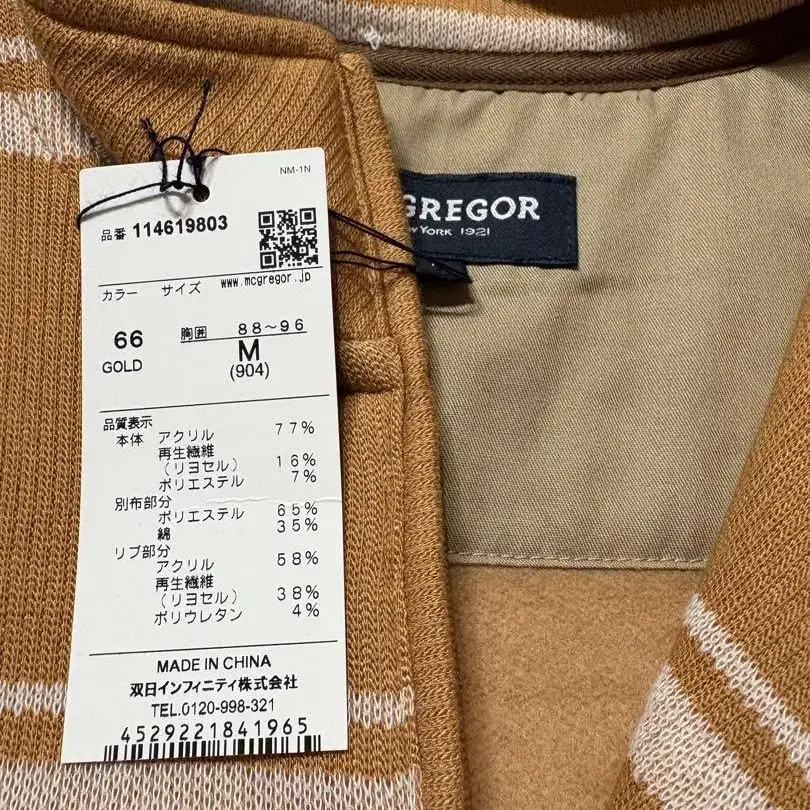 NM-1N
品番 114619803
www.mcgregor.jp
カラー サイズ
66 胸囲 88~96
GOLD M
(904)
品質表示
本体 アクリル 77%
再生繊維
(リヨセル) 16%
ポリエステル 7%
別布部分
ポリエステル 65%
綿 35%
リブ部分
アクリル 58%
再生繊維
(リヨセル) 38%
ポリウレタン 4%
MADE IN CHINA
双日インフィニティ株式会社
TEL.0120-998-321
4529221841965
GREGOR
YORK 1921